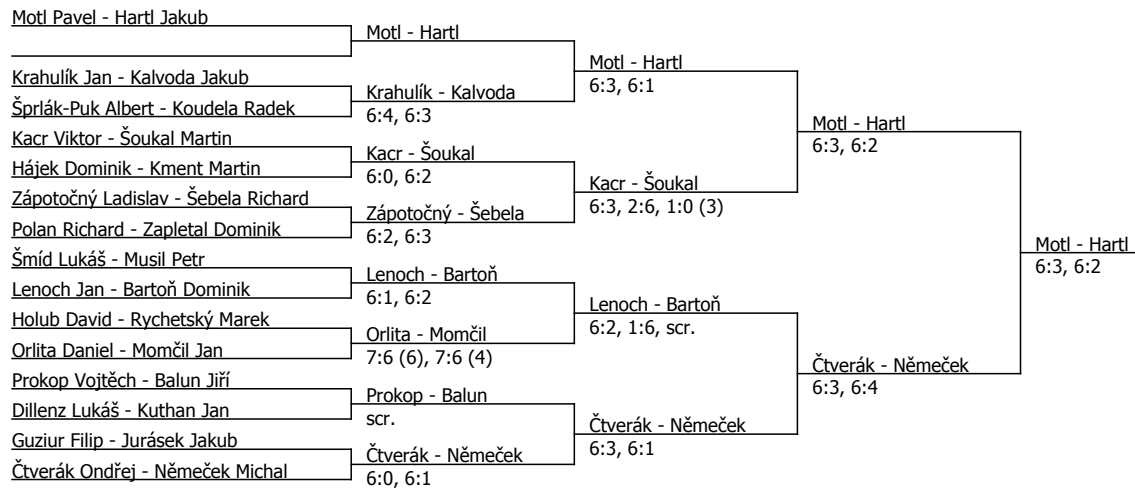 Motl Pavel - Hartl Jakub
Krahulík Jan - Kalvoda Jakub
Šprlák-Puk Albert - Koudela Radek
Kacr Viktor - Šoukal Martin
Hájek Dominik - Kment Martin
Zápotočný Ladislav - Šebela Richard
Polan Richard - Zapletal Dominik
Šmíd Lukáš - Musil Petr
Lenoch Jan - Bartoň Dominik
Holub David - Rychetský Marek
Orlita Daniel - Momčil Jan
Prokop Vojtěch - Balun Jiří
Dillenz Lukáš - Kuthan Jan
Guziur Filip - Jurásek Jakub
Čtverák Ondřej - Němeček Michal
Motl - Hartl
Krahulík - Kalvoda
6:4, 6:3
Kacr - Šoukal
6:0, 6:2
Zápotočný - Šebela
6:2, 6:3
Lenoch - Bartoň
6:1, 6:2
Orlita - Momčil
7:6 (6), 7:6 (4)
Prokop - Balun
scr.
Čtverák - Němeček
6:0, 6:1
Motl - Hartl
6:3, 6:1
Kacr - Šoukal
6:3, 2:6, 1:0 (3)
Lenoch - Bartoň
6:2, 1:6, scr.
Čtverák - Němeček
6:3, 6:1
Motl - Hartl
6:3, 6:2
Čtverák - Němeček
6:3, 6:4
Motl - Hartl
6:3, 6:2